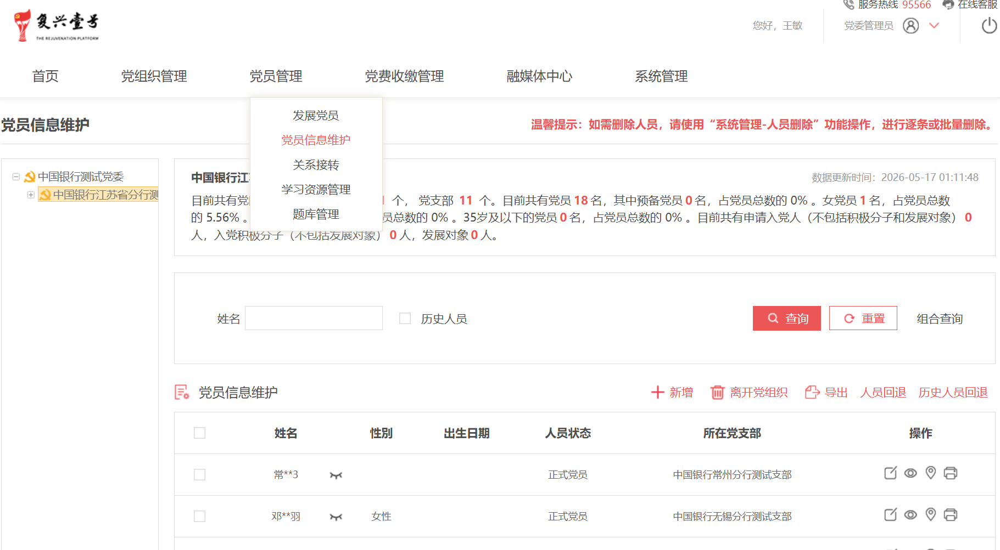 服务热线 95566 在线客服
复兴壹号
THE REJUVENATION PLATFORM
您好，王敏
党委管理员
首页
党组织管理
党员管理
党费收缴管理
融媒体中心
系统管理
发展党员
党员信息维护
关系接转
学习资源管理
题库管理
党员信息维护
温馨提示：如需删除人员，请使用“系统管理-人员删除”功能操作，进行逐条或批量删除。
中国银行测试党委
中国银行江苏省分行测
中国银行江
数据更新时间：2026-05-17 01:11:48
目前共有党 个， 党支部 11 个。目前共有党员 18 名，其中预备党员 0 名，占党员总数的 0% 。女党员 1 名，占党员总数
的 5.56% 。 员总数的 0% 。35岁及以下的党员 0 名，占党员总数的 0% 。目前共有申请入党人（不包括积极分子和发展对象） 0
人，入党积极分子（不包括发展对象） 0 人，发展对象 0 人。
姓名
历史人员
查询
重置
组合查询
党员信息维护
新增
离开党组织
导出
人员回退
历史人员回退
姓名 性别 出生日期 人员状态 所在党支部 操作
常**3 正式党员 中国银行常州分行测试支部
邓**羽 女性 正式党员 中国银行无锡分行测试支部